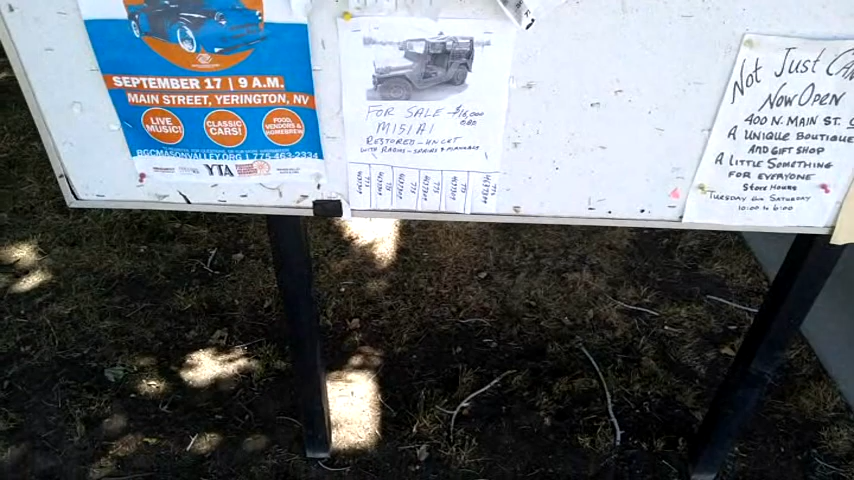 SEPTEMBER 17 | 9 A.M.
MAIN STREET, YERINGTON, NV
LIVE MUSIC!
CLASSIC CARS!
FOOD, VENDORS & HOMEBREW
BGCMASONVALLEY.ORG | 775-463-2334
YTA
FOR SALE - $16,000
OBO
M151A1
RESTORED - UNCUT
WITH RADIOS - SPARES & MANUALS
Not Just
Now Open
400 N. MAIN ST.
A UNIQUE BOUTIQUE
AND GIFT SHOP
A LITTLE SOMETHING
FOR EVERYONE
Store Hours
TUESDAY thru SATURDAY
10:00 to 6:00